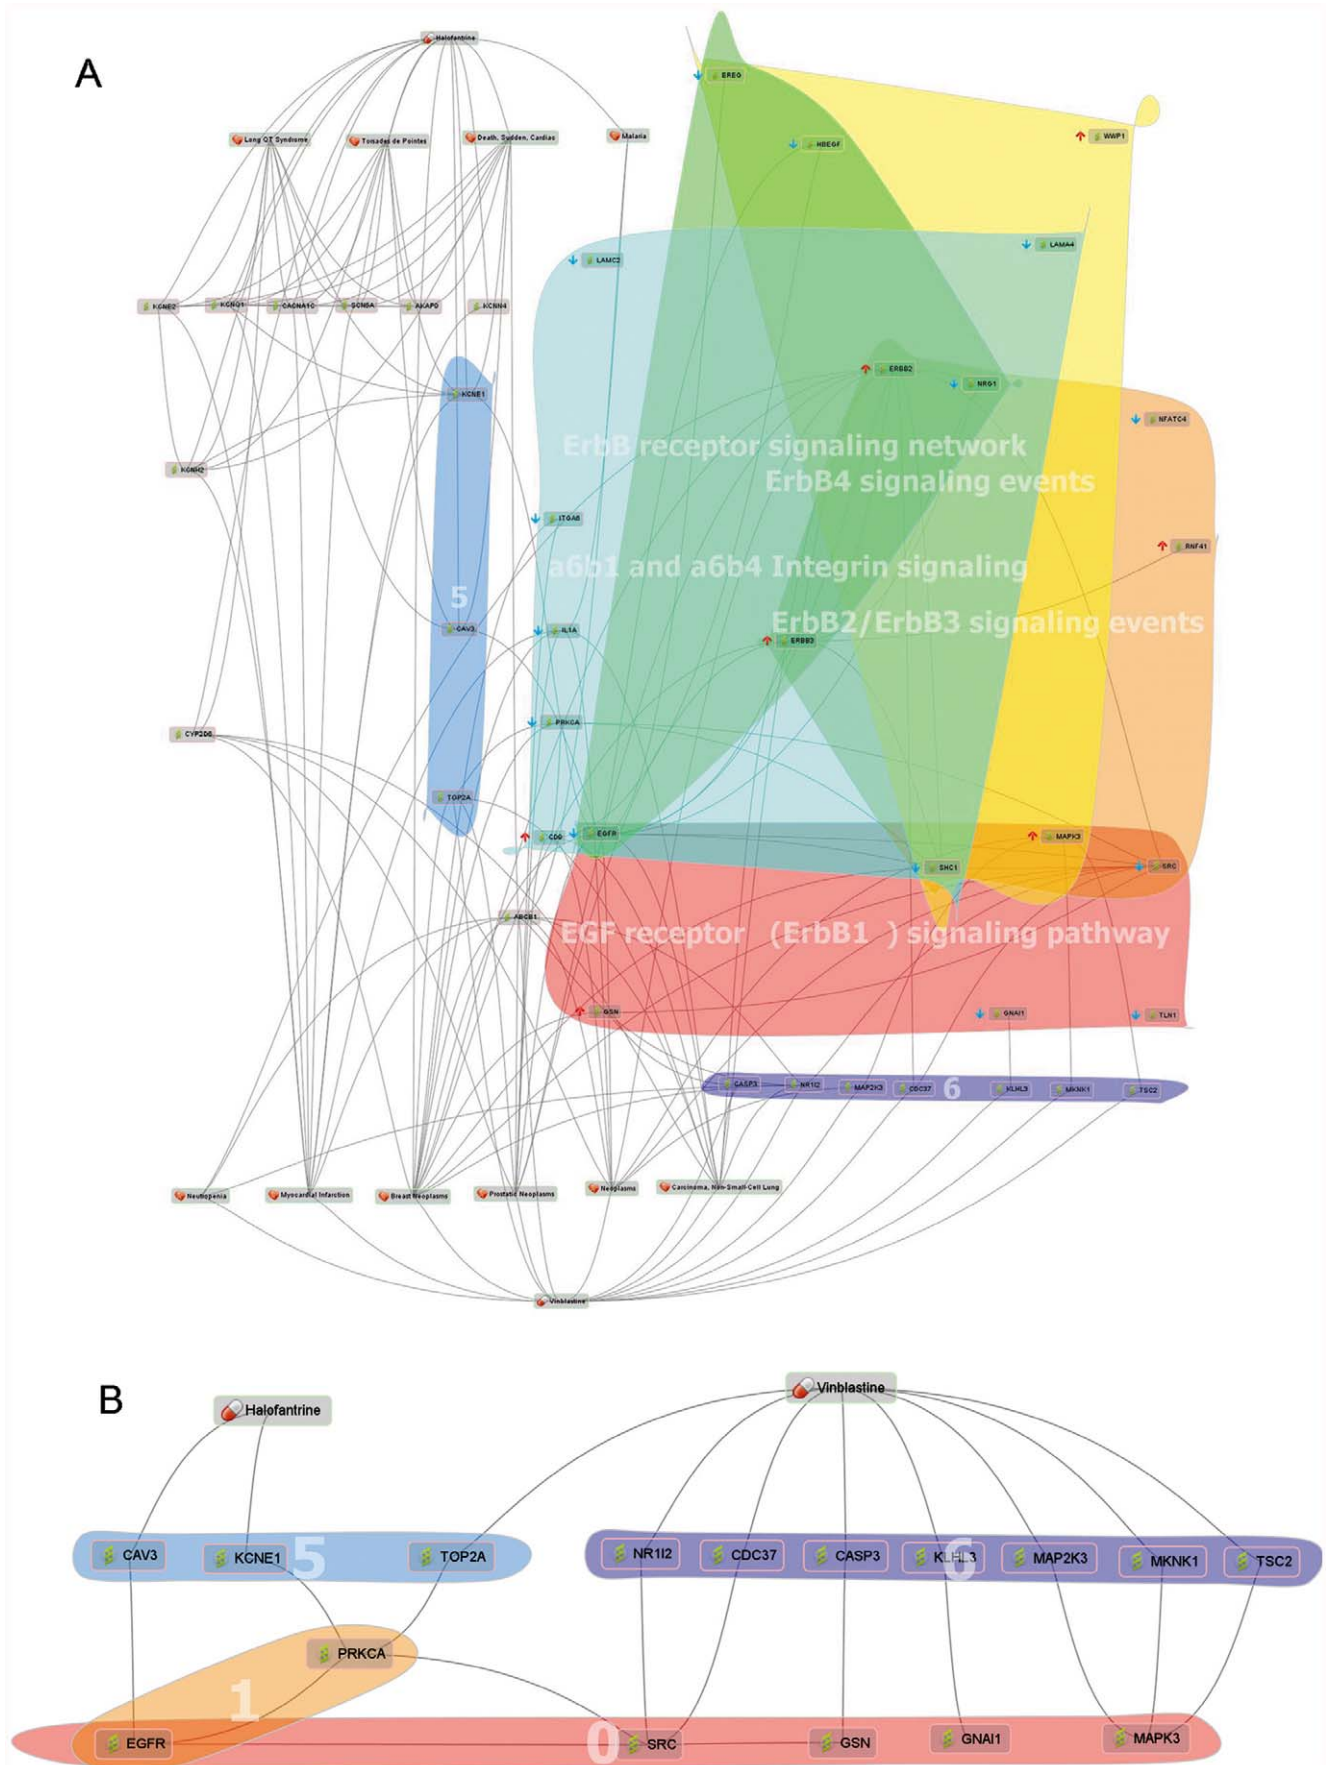 A
Halofantrine
EREG
WWP1
Long QT Syndrome
Torsades de Pointes
Death, Sudden, Cardiac
Malaria
HBEGF
LAMC2
LAMA4
KCNE2
KCNQ1
CACNA1C
SCN5A
AKAP9
KCNN4
ERBB2
NRG1
KCNE1
NFATC4
ErbB receptor signaling network
KCNH2
ErbB4 signaling events
ITGA6
RNF41
a6b1 and a6b4 Integrin signaling
5
CAV3
IL1A
ErbB2/ErbB3 signaling events
ERBB3
PRKCA
CYP2D6
TOP2A
CD9
EGFR
MAPK3
SHC1
SRC
ABCB1
EGF receptor (ErbB1 ) signaling pathway
GSN
GNAI1
TLN1
CASP3
NR1I2
MAP2K3
CDC37
6
KLHL3
MKNK1
TSC2
Neutropenia
Myocardial Infarction
Breast Neoplasms
Prostatic Neoplasms
Neoplasms
Carcinoma, Non-Small-Cell Lung
Vinblastine
B
Halofantrine
Vinblastine
CAV3
KCNE1
5
TOP2A
NR1I2
CDC37
CASP3
KLHL3
6
MAP2K3
MKNK1
TSC2
PRKCA
1
EGFR
0
SRC
GSN
GNAI1
MAPK3